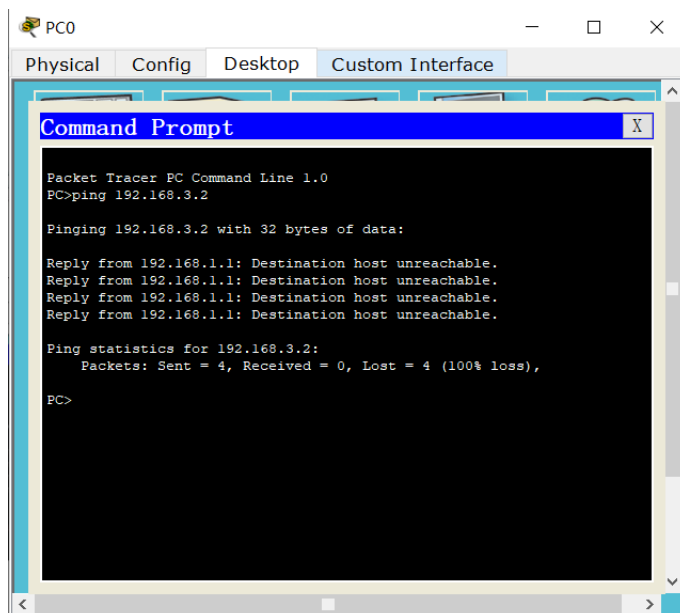 PC0
Physical Config Desktop Custom Interface
Command Prompt X
Packet Tracer PC Command Line 1.0
PC>ping 192.168.3.2
Pinging 192.168.3.2 with 32 bytes of data:
Reply from 192.168.1.1: Destination host unreachable.
Reply from 192.168.1.1: Destination host unreachable.
Reply from 192.168.1.1: Destination host unreachable.
Reply from 192.168.1.1: Destination host unreachable.
Ping statistics for 192.168.3.2:
Packets: Sent = 4, Received = 0, Lost = 4 (100% loss),
PC>